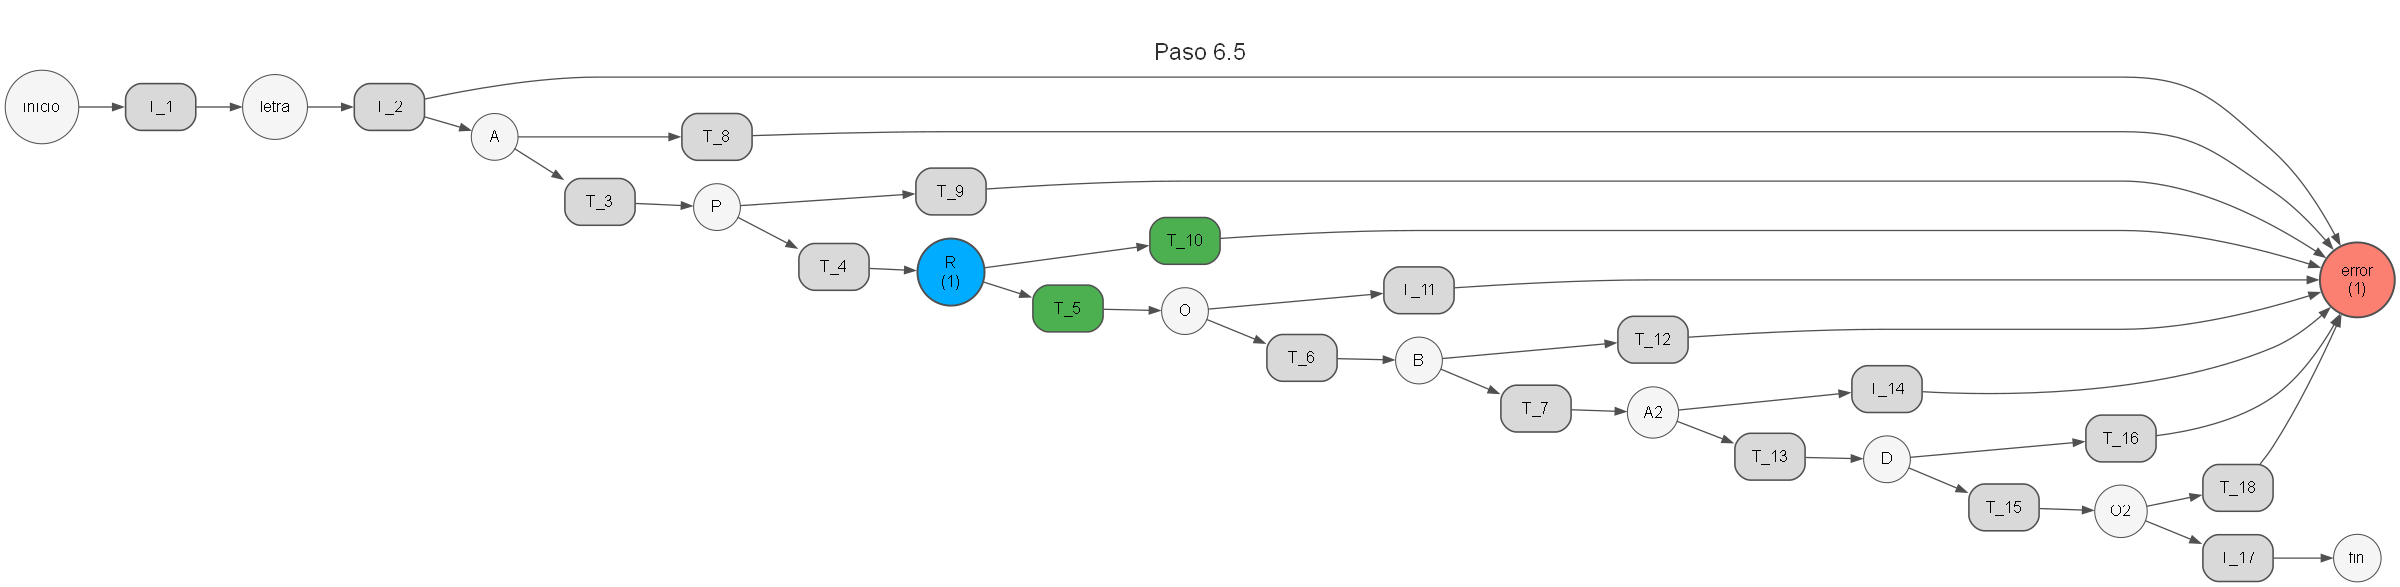 Paso 6.5
inicio
T_1
letra
T_2
A
T_8
T_3
P
T_9
T_4
R
(1)
T_10
T_5
O
T_11
T_6
B
T_12
T_7
A2
T_14
T_13
D
T_16
T_15
O2
T_18
T_17
fin
error
(1)